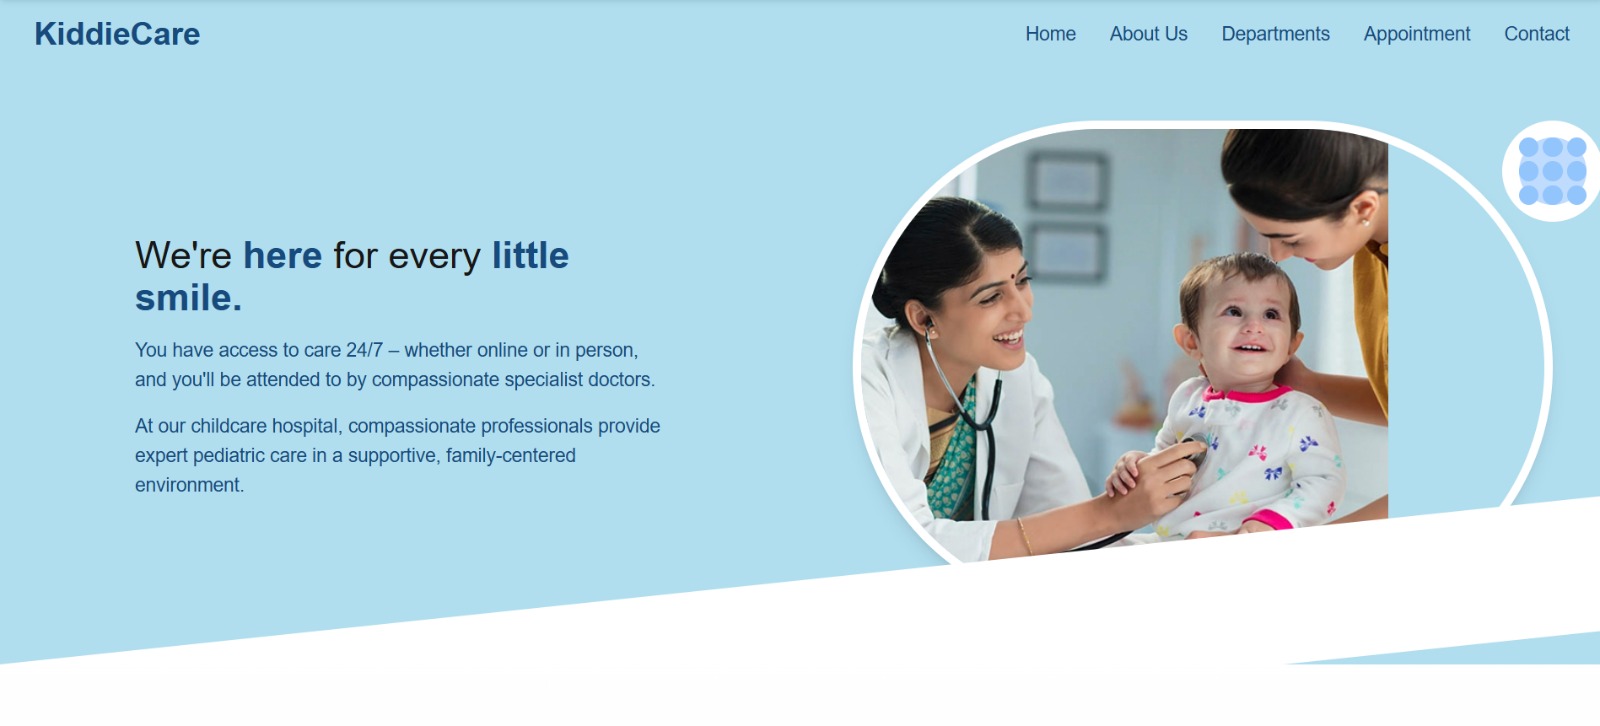 KiddieCare
Home About Us Departments Appointment Contact
We're here for every little
smile.
You have access to care 24/7 – whether online or in person,
and you'll be attended to by compassionate specialist doctors.
At our childcare hospital, compassionate professionals provide
expert pediatric care in a supportive, family-centered
environment.